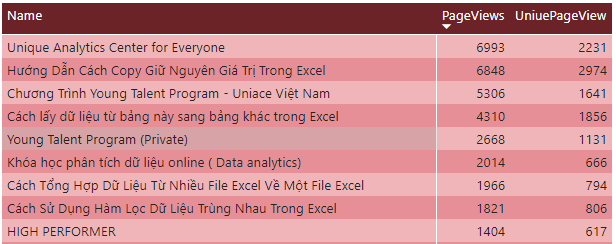 Name PageViews UniuePageView
Unique Analytics Center for Everyone 6993 2231
Hướng Dẫn Cách Copy Giữ Nguyên Giá Trị Trong Excel 6848 2974
Chương Trình Young Talent Program - Uniace Việt Nam 5306 1641
Cách lấy dữ liệu từ bảng này sang bảng khác trong Excel 4310 1856
Young Talent Program (Private) 2668 1131
Khóa học phân tích dữ liệu online ( Data analytics) 2014 666
Cách Tổng Hợp Dữ Liệu Từ Nhiều File Excel Về Một File Excel 1966 794
Cách Sử Dụng Hàm Lọc Dữ Liệu Trùng Nhau Trong Excel 1821 806
HIGH PERFORMER 1404 617